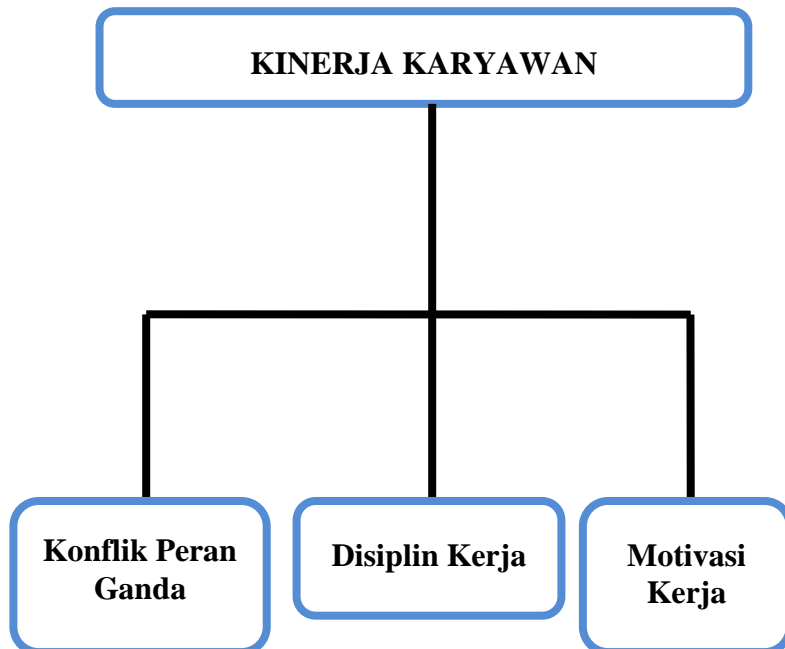 KINERJA KARYAWAN
Konflik Peran
Ganda
Disiplin Kerja
Motivasi
Kerja